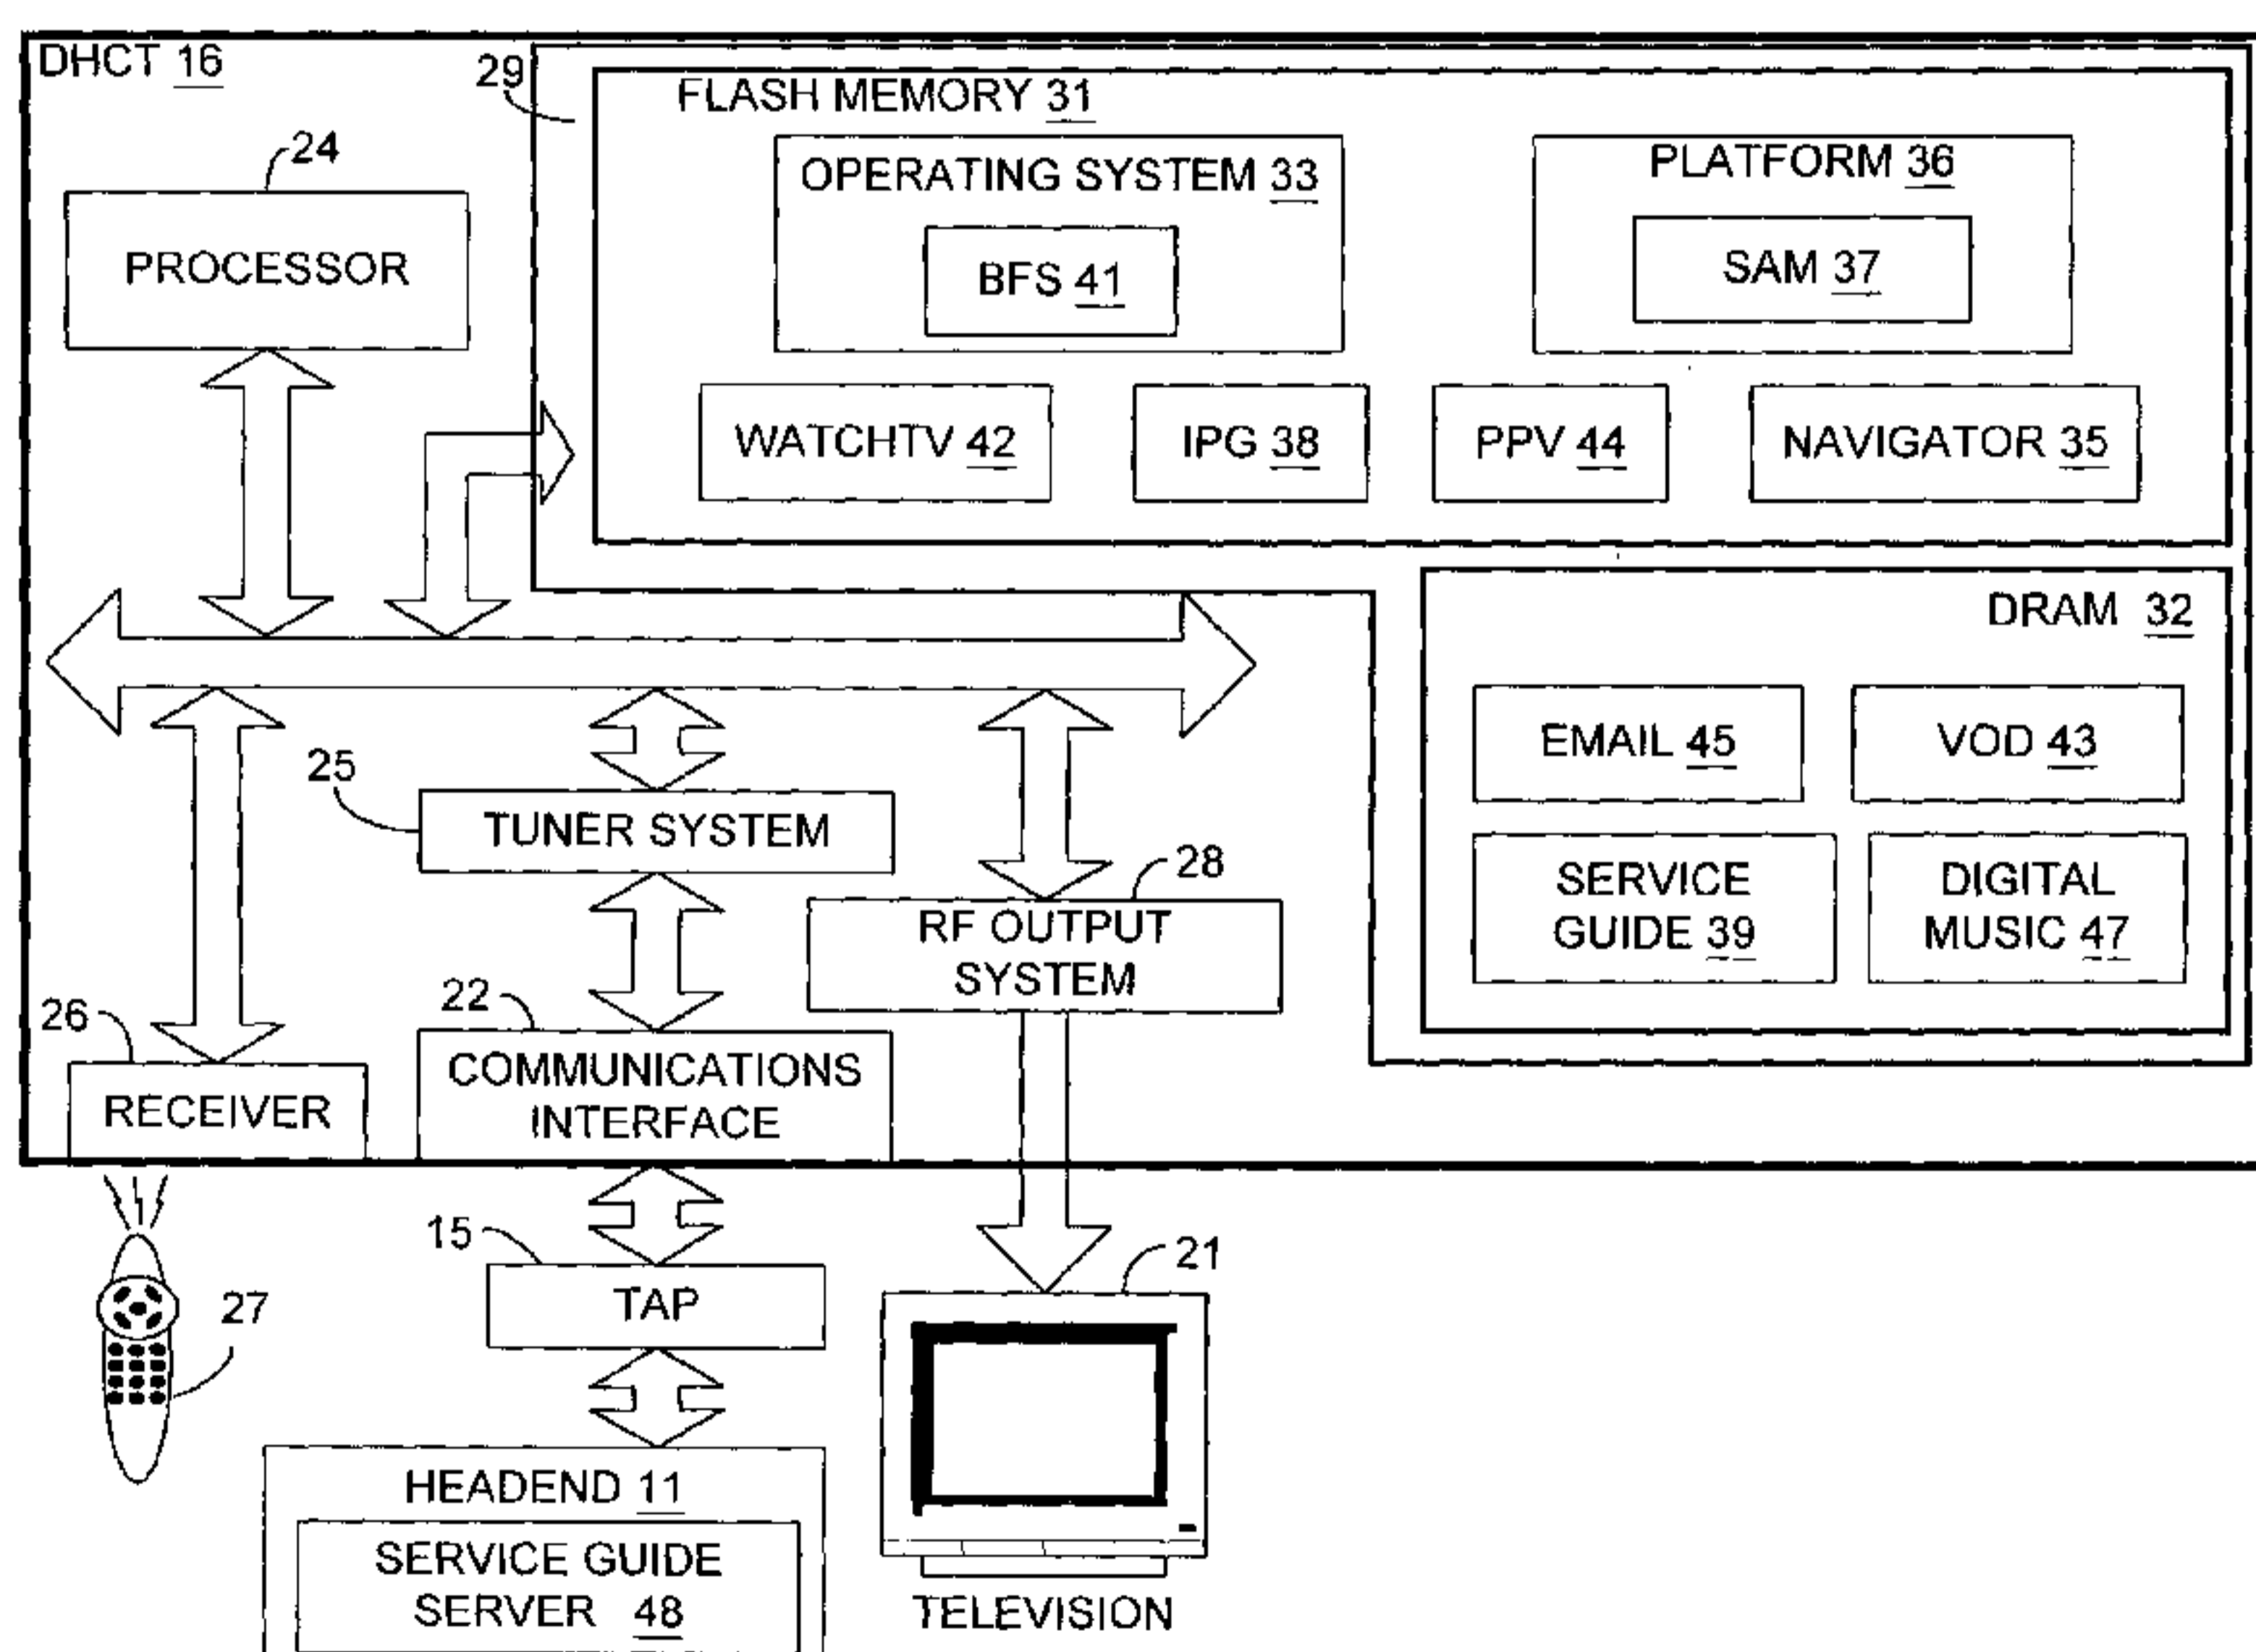 DHCT 16
29
FLASH MEMORY 31
24
OPERATING SYSTEM 33
PLATFORM 36
PROCESSOR
BFS 41
SAM 37
WATCHTV 42
IPG 38
PPV 44
NAVIGATOR 35
DRAM 32
EMAIL 45
VOD 43
25
TUNER SYSTEM
28
SERVICE
GUIDE 39
DIGITAL
MUSIC 47
RF OUTPUT
SYSTEM
22
26
COMMUNICATIONS
INTERFACE
RECEIVER
15
21
TAP
27
HEADEND 11
SERVICE GUIDE
SERVER 48
TELEVISION